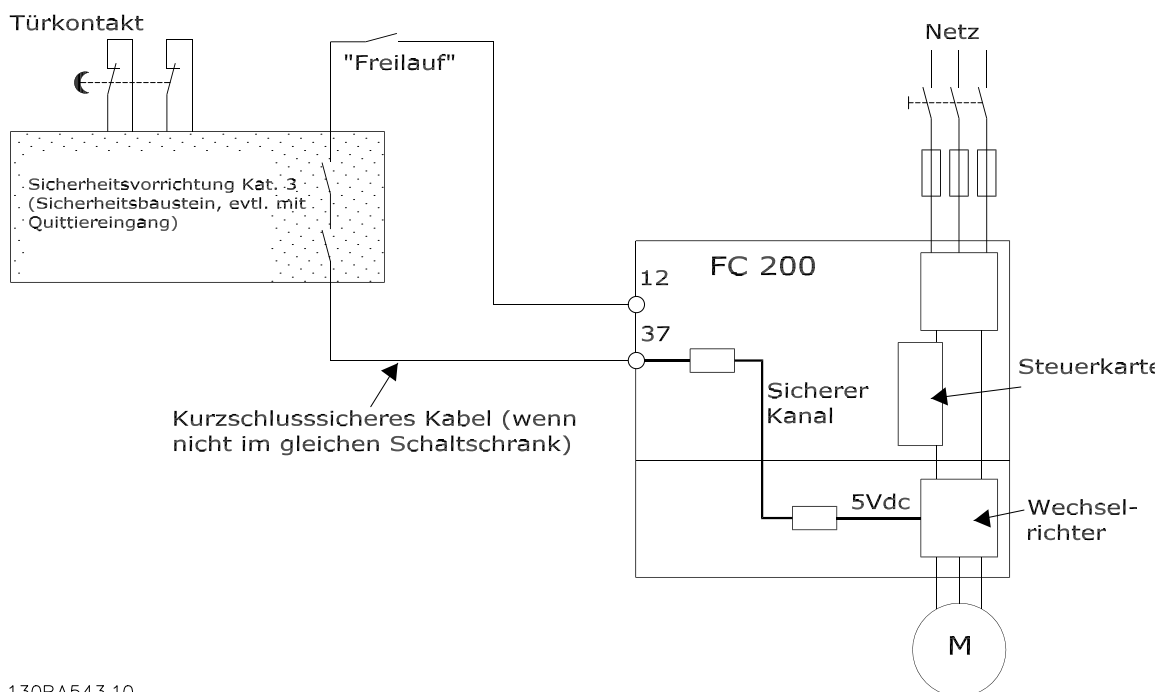 Türkontakt
"Freilauf"
Netz
Sicherheitsvorrichtung Kat. 3
(Sicherheitsbaustein, evtl. mit
Quittiereingang)
FC 200
12
37
Steuerkarte
Sicherer
Kanal
Kurzschlusssicheres Kabel (wenn
nicht im gleichen Schaltschrank)
5Vdc
Wechsel-
richter
M
130BA543.10